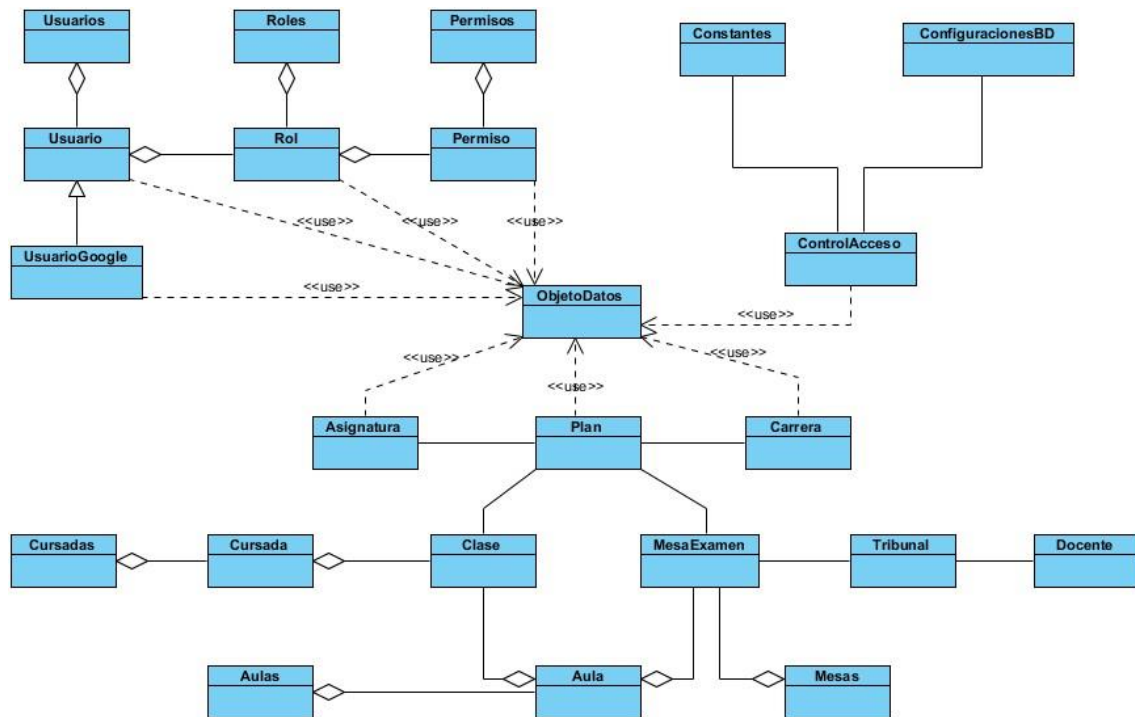 Usuarios
Roles
Permisos
Constantes
ConfiguracionesBD
Usuario
Rol
Permiso
<<use>>
<<use>>
<<use>>
UsuarioGoogle
ControlAcceso
<<use>>
ObjetoDatos
<<use>>
<<use>>
<<use>>
<<use>>
Asignatura
Plan
Carrera
Cursadas
Cursada
Clase
MesaExamen
Tribunal
Docente
Aulas
Aula
Mesas